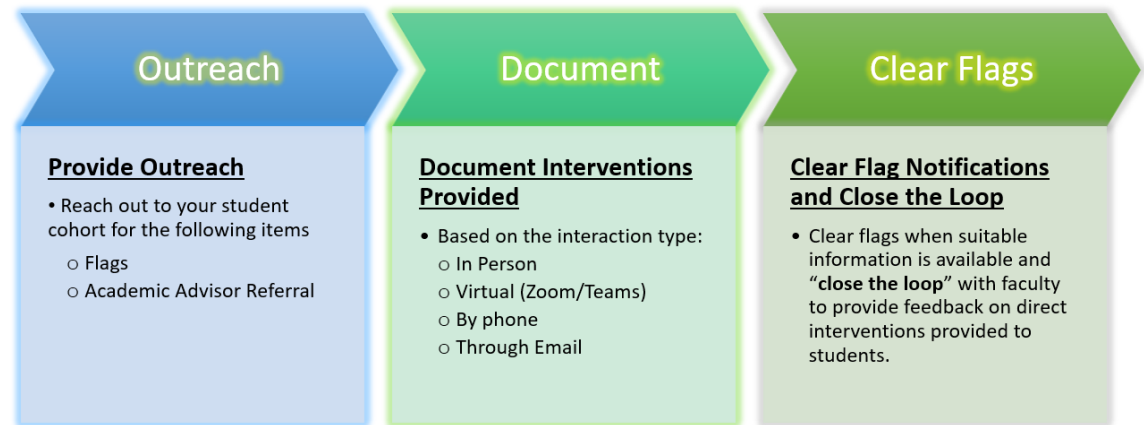 Outreach
Provide Outreach
• Reach out to your student
cohort for the following items
o Flags
o Academic Advisor Referral
Document
Document Interventions
Provided
• Based on the interaction type:
o In Person
o Virtual (Zoom/Teams)
o By phone
o Through Email
Clear Flags
Clear Flag Notifications
and Close the Loop
• Clear flags when suitable
information is available and
“close the loop” with faculty
to provide feedback on direct
interventions provided to
students.